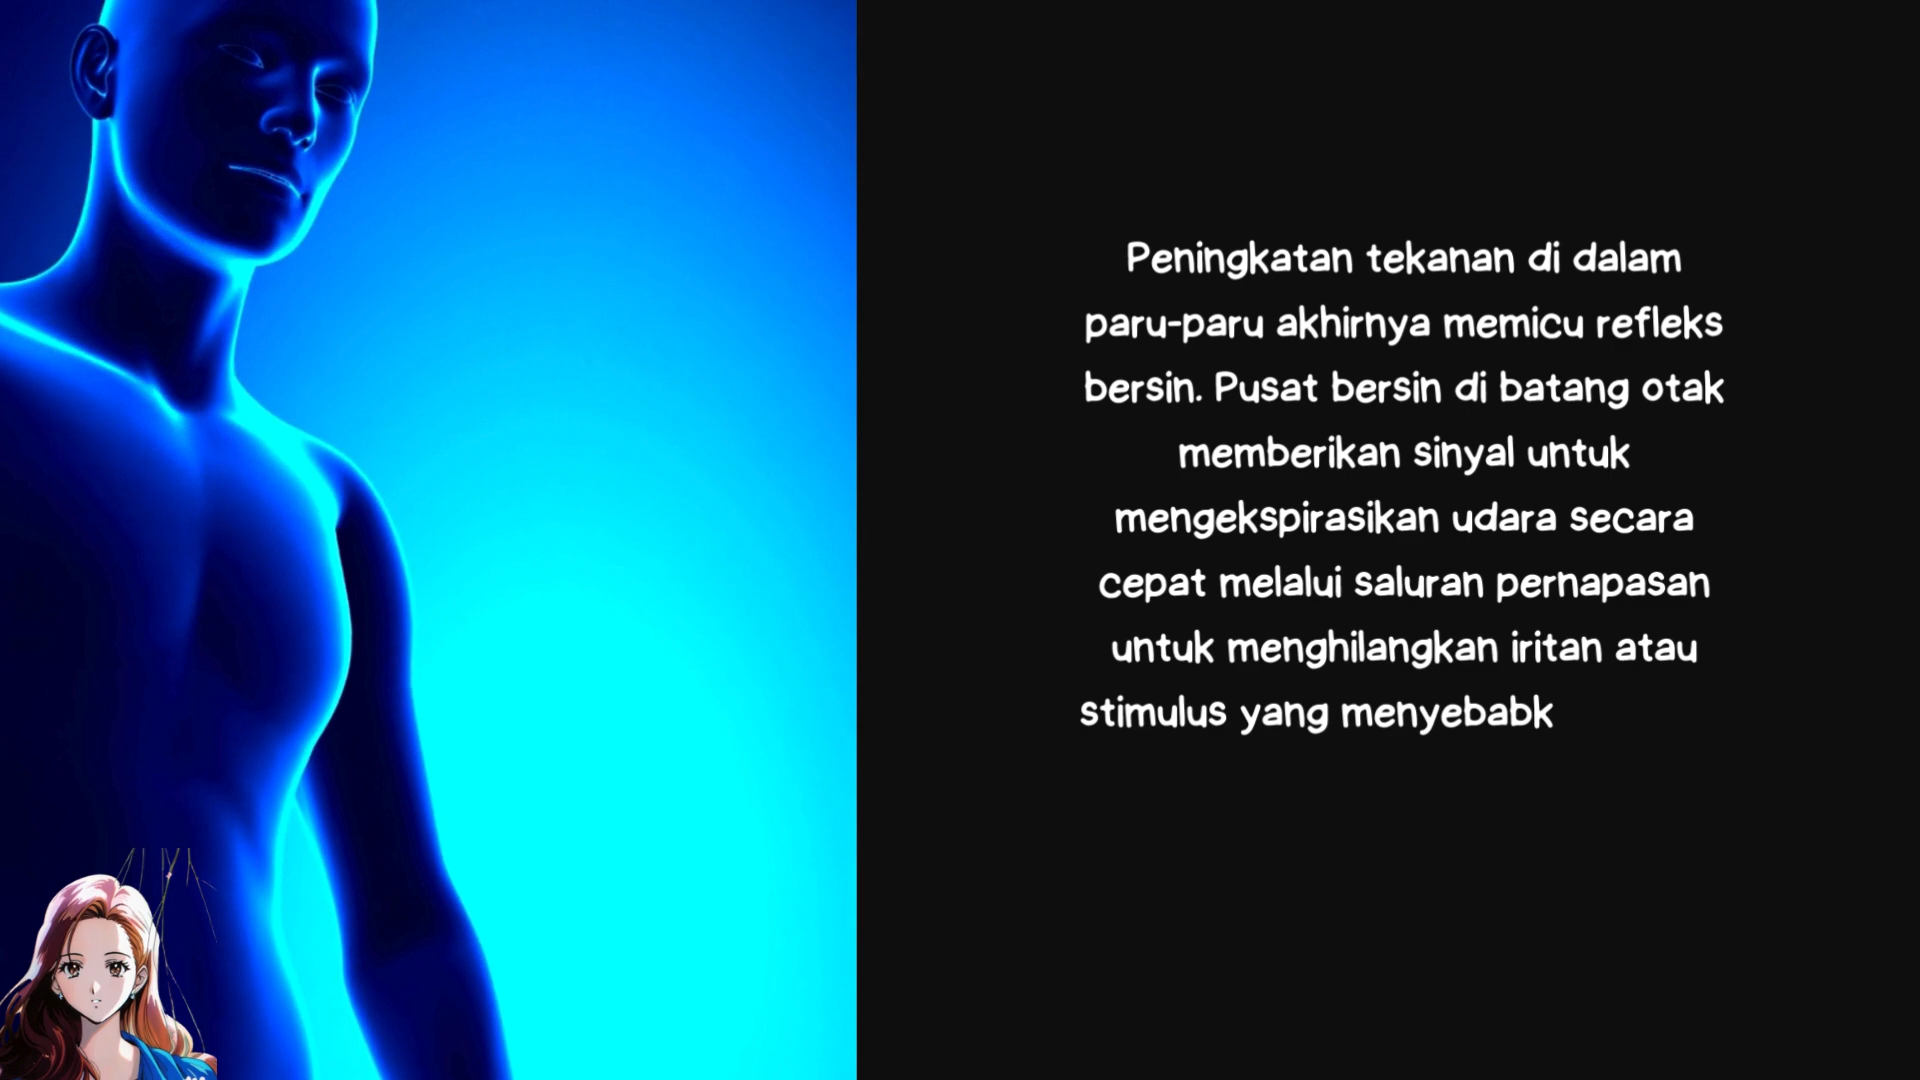 Peningkatan tekanan di dalam
paru-paru akhirnya memicu refleks
bersin. Pusat bersin di batang otak
memberikan sinyal untuk
mengekspirasikan udara secara
cepat melalui saluran pernapasan
untuk menghilangkan iritan atau
stimulus yang menyebabk